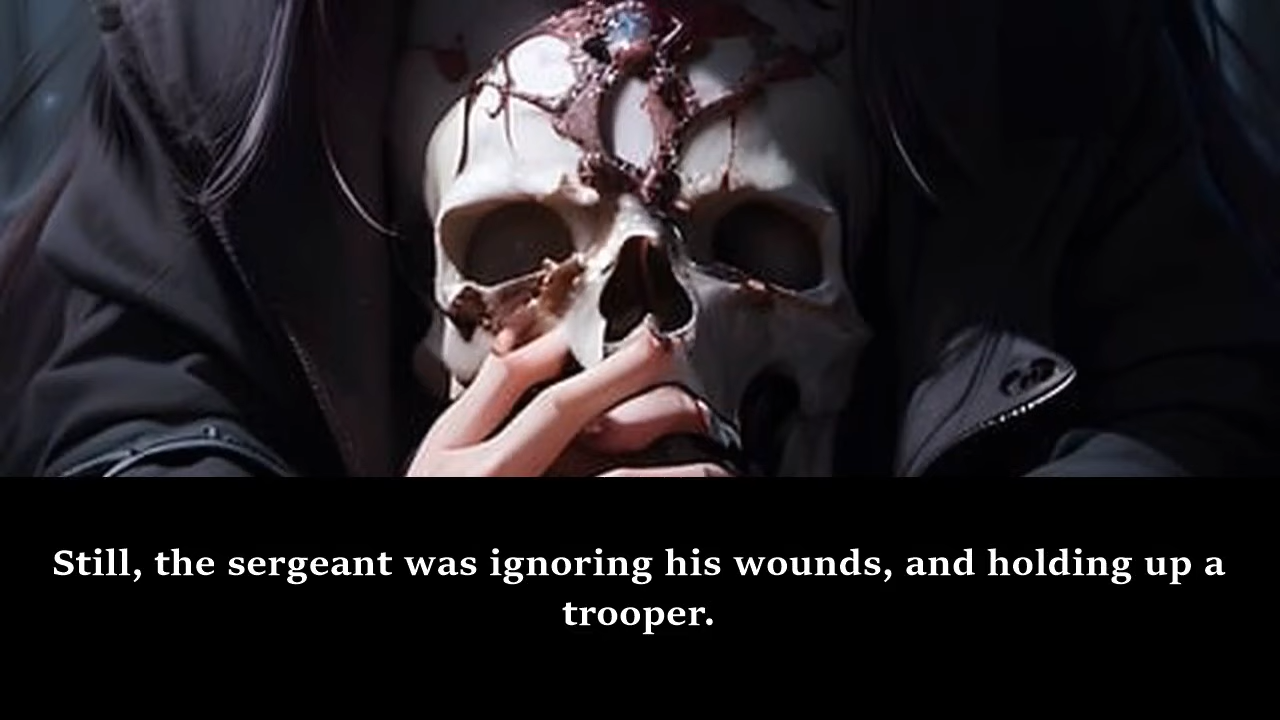 Still, the sergeant was ignoring his wounds, and holding up a
trooper.